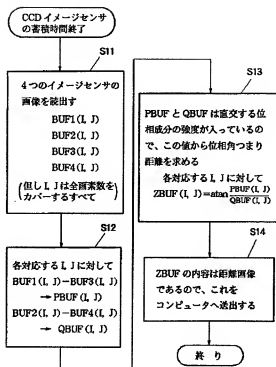 CCD イメージセンサ
の蓄積時間終了
S11
4つのイメージセンサの
画像を読出す
BUF1(I, J)
BUF2(I, J)
BUF3(I, J)
BUF4(I, J)
(但しI, Jは全画素数を
カバーするすべて)
S12
各対応するI, Jに対して
BUF1(I, J)-BUF3(I, J)
→PBUF(I, J)
BUF2(I, J)-BUF4(I, J)
→ QBUF(I, J)
S13
PBUFとQBUFは直交する位
相成分の強度が入っているの
で、この値から位相角つまり
距離を求める
各対応するI, Jに対して
ZBUF(I, J)=atan PBUF(I, J)/QBUF(I, J)
S14
ZBUFの内容は距離画像
であるので、これを
コンピュータへ送出する
終り